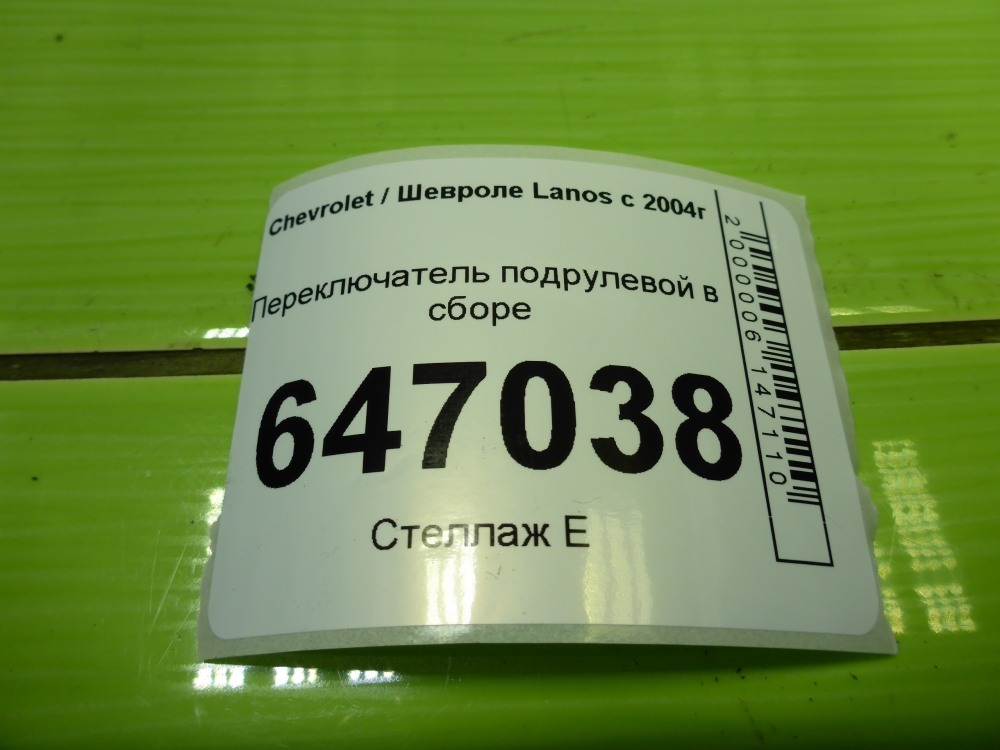 Chevrolet / Шевроле Lanos с 2004г
Переключатель подрулевой в
сборе
647038
Стеллаж Е
2000006147110